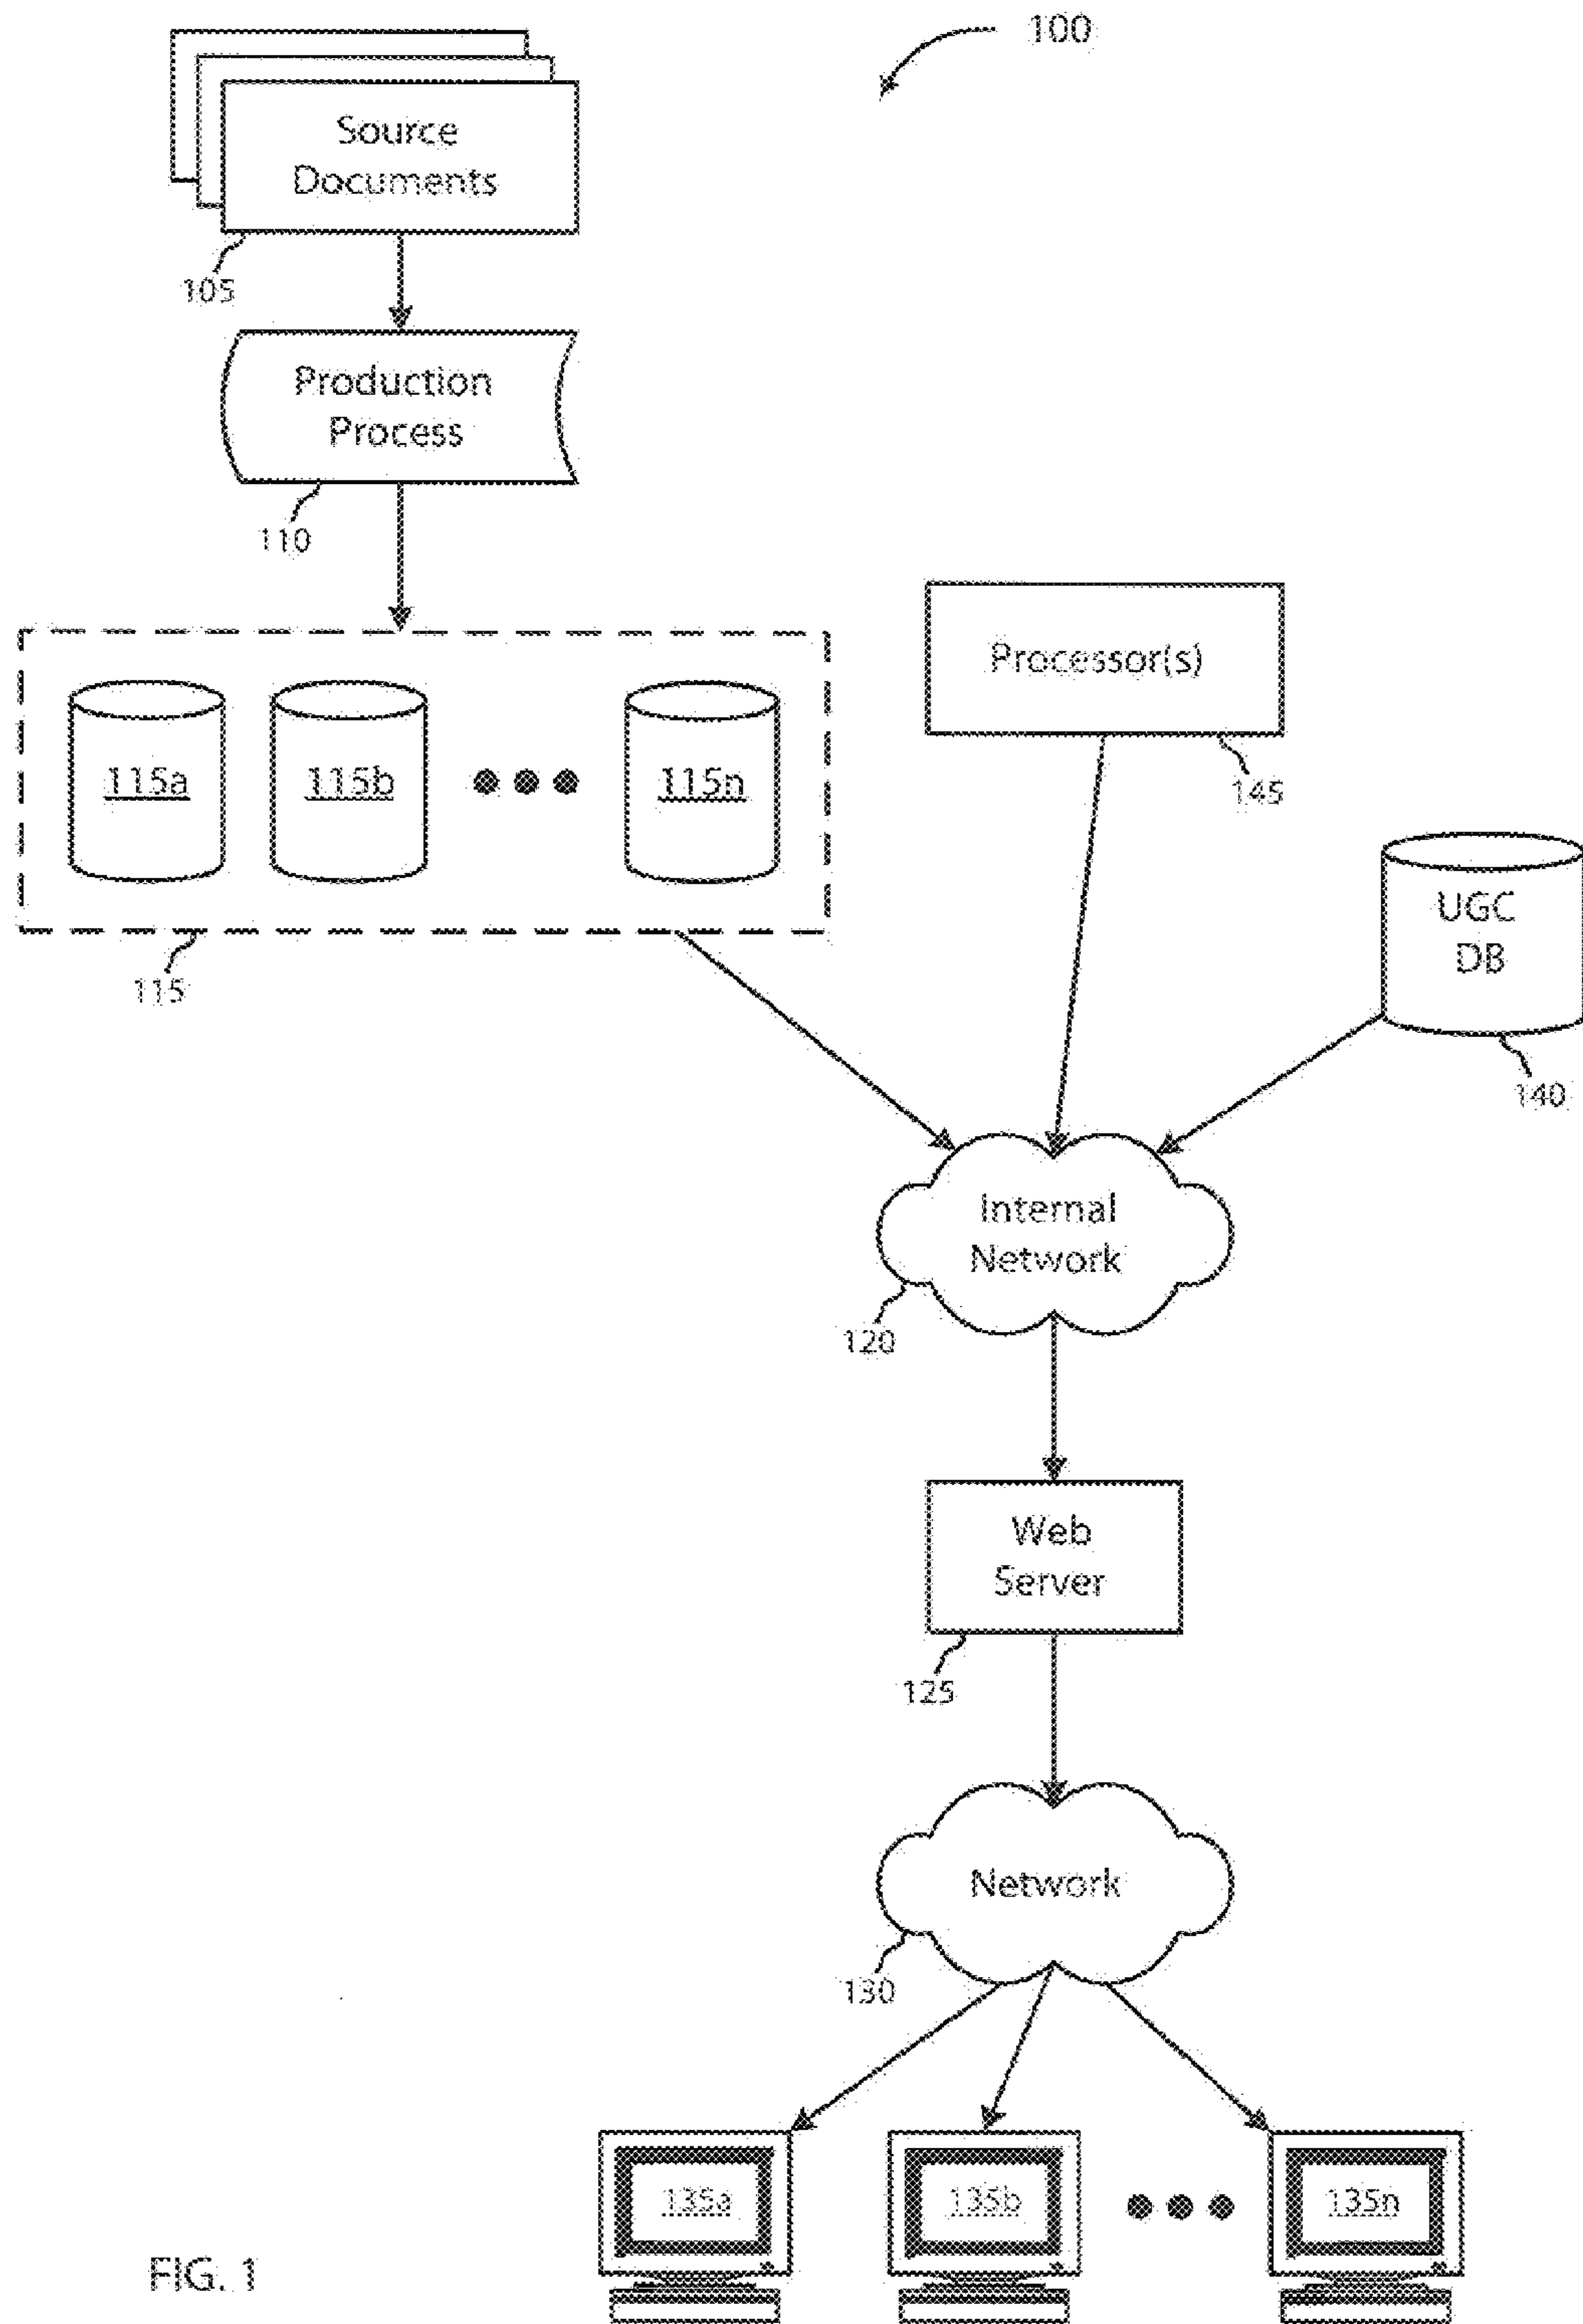 100
Source
Documents
105
Production
Process
110
Processor(s)
145
115a 115b 115n
115
UGC
DB
140
Internal
Network
120
Web
Server
125
Network
130
135a 135b 135n
FIG. 1